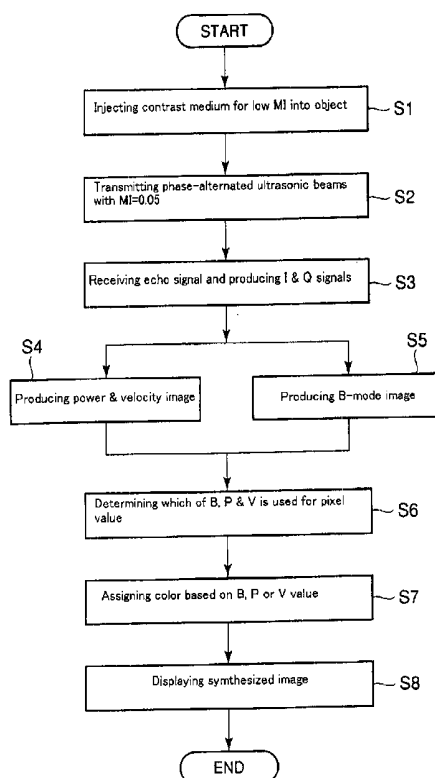 START
Injecting contrast medium for low MI into object
S1
Transmitting phase-alternated ultrasonic beams
with MI=0.05
S2
Receiving echo signal and producing I & Q signals
S3
S4
Producing power & velocity image
S5
Producing B-mode image
Determining which of B, P & V is used for pixel
value
S6
Assigning color based on B, P or V value
S7
Displaying symthesized image
S8
END